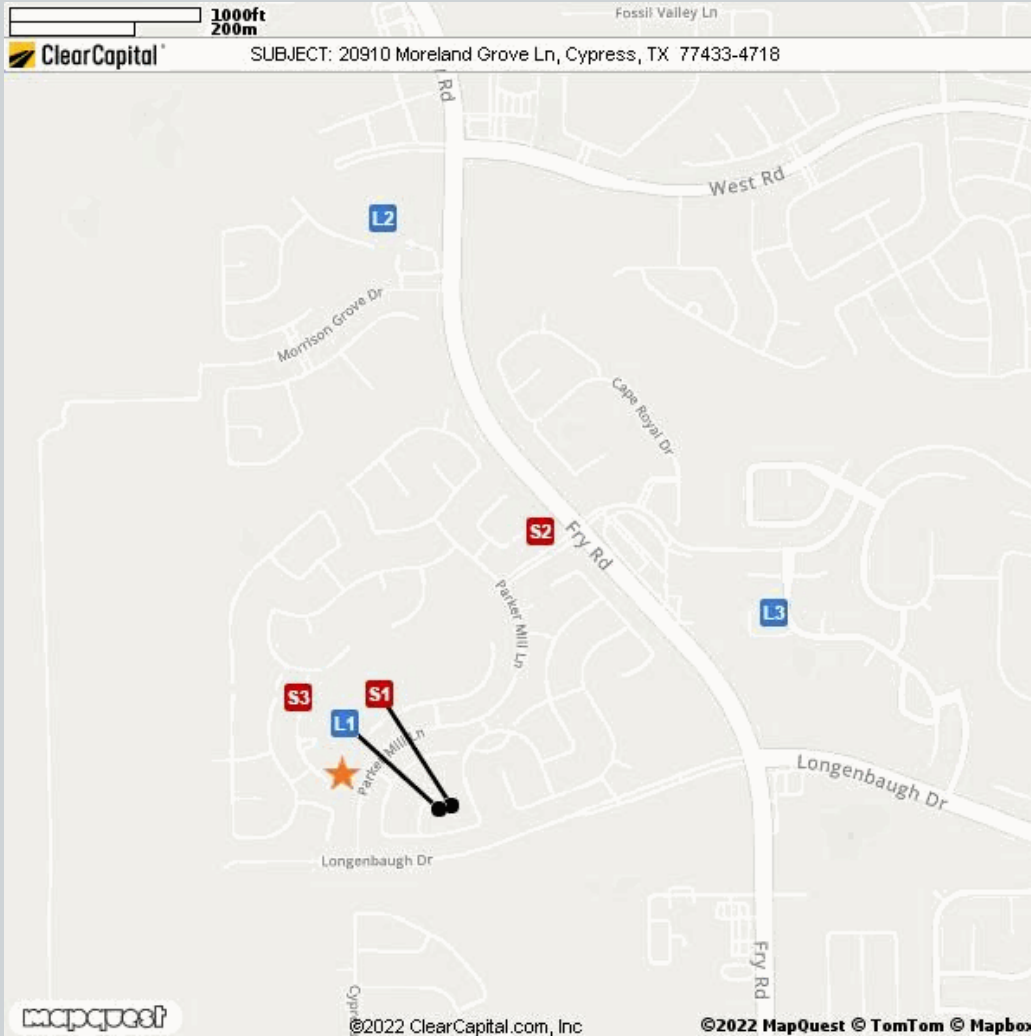 1000ft
200m
Fossil Valley Ln
ClearCapital
SUBJECT: 20910 Moreland Grove Ln, Cypress, TX 77433-4718
Rd
West Rd
L2
Morrison Grove Dr
Cape Royal Dr
S2
Fry Rd
Parker Mill Ln
L3
S3
S1
L1
Parker Mill Ln
Longenbaugh Dr
Longenbaugh Dr
Fry Rd
Cypre
mapquest
©2022 ClearCapital.com, Inc
©2022 MapQuest © TomTom © Mapbox